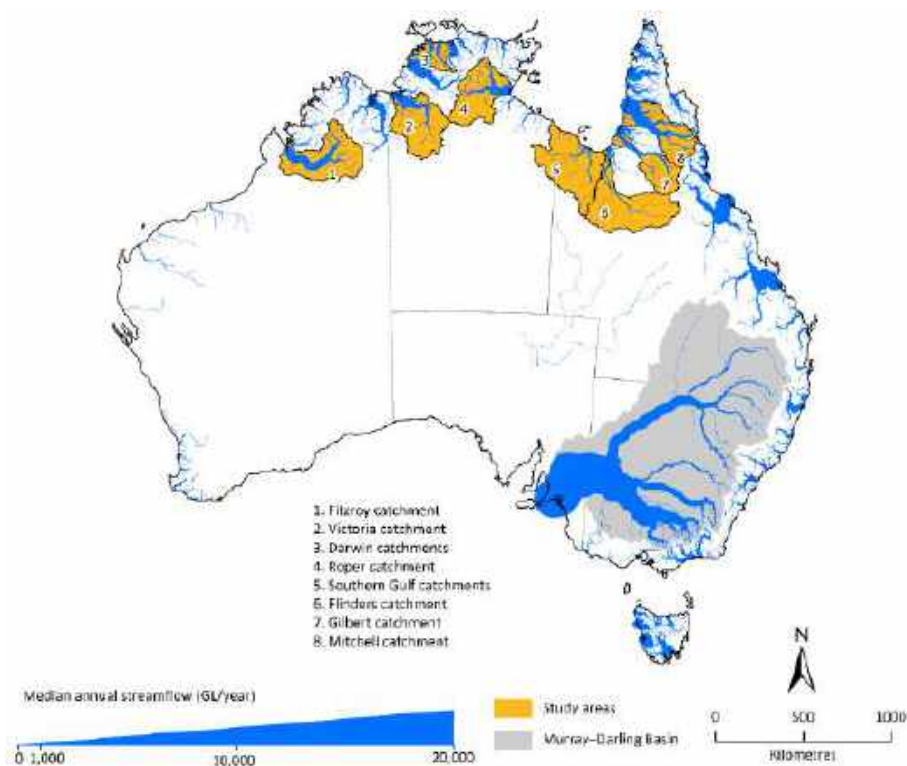 3
4
2
1
5
6
7
8
1. Fitzroy catchment
2. Victoria catchment
3. Darwin catchments
4. Roper catchment
5. Southern Gulf catchments
6. Flinders catchment
7. Gilbert catchment
8. Mitchell catchment
N
Median annual streamflow (GL/year)
0 1,000 10,000 20,000
Study areas
Murray–Darling Basin
0 500 1000
Kilometres